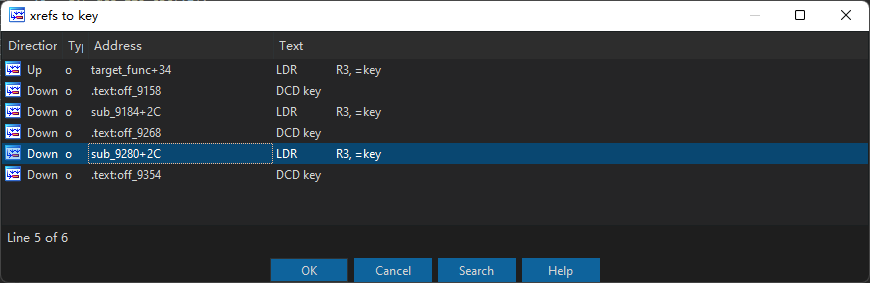 xrefs to key
Direction Ty Address Text
Up o target_func+34 LDR R3, =key
Down o .text:off_9158 DCD key
Down o sub_9184+2C LDR R3, =key
Down o .text:off_9268 DCD key
Down o sub_9280+2C LDR R3, =key
Down o .text:off_9354 DCD key
Line 5 of 6
OK Cancel Search Help